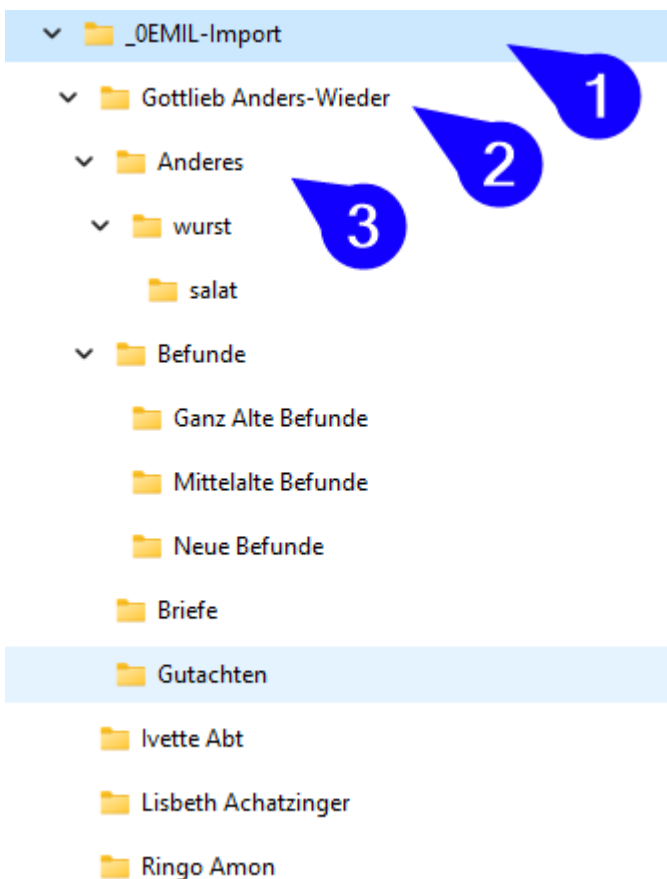 _0EMIL-Import
1
Gottlieb Anders-Wieder
2
Anderes
3
wurst
salat
Befunde
Ganz Alte Befunde
Mittelalte Befunde
Neue Befunde
Briefe
Gutachten
Ivette Abt
Lisbeth Achatzinger
Ringo Amon